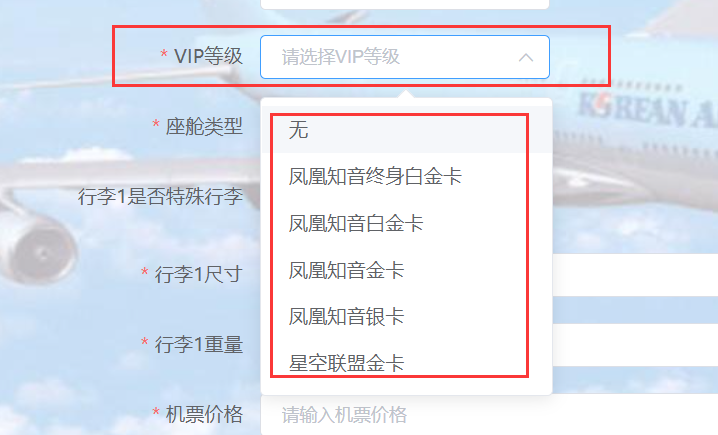 * VIP等级
请选择VIP等级
* 座舱类型
无
凤凰知音终身白金卡
行李1是否特殊行李
凤凰知音白金卡
* 行李1尺寸
凤凰知音金卡
凤凰知音银卡
* 行李1重量
星空联盟金卡
* 机票价格
请输入机票价格
KOREAN A